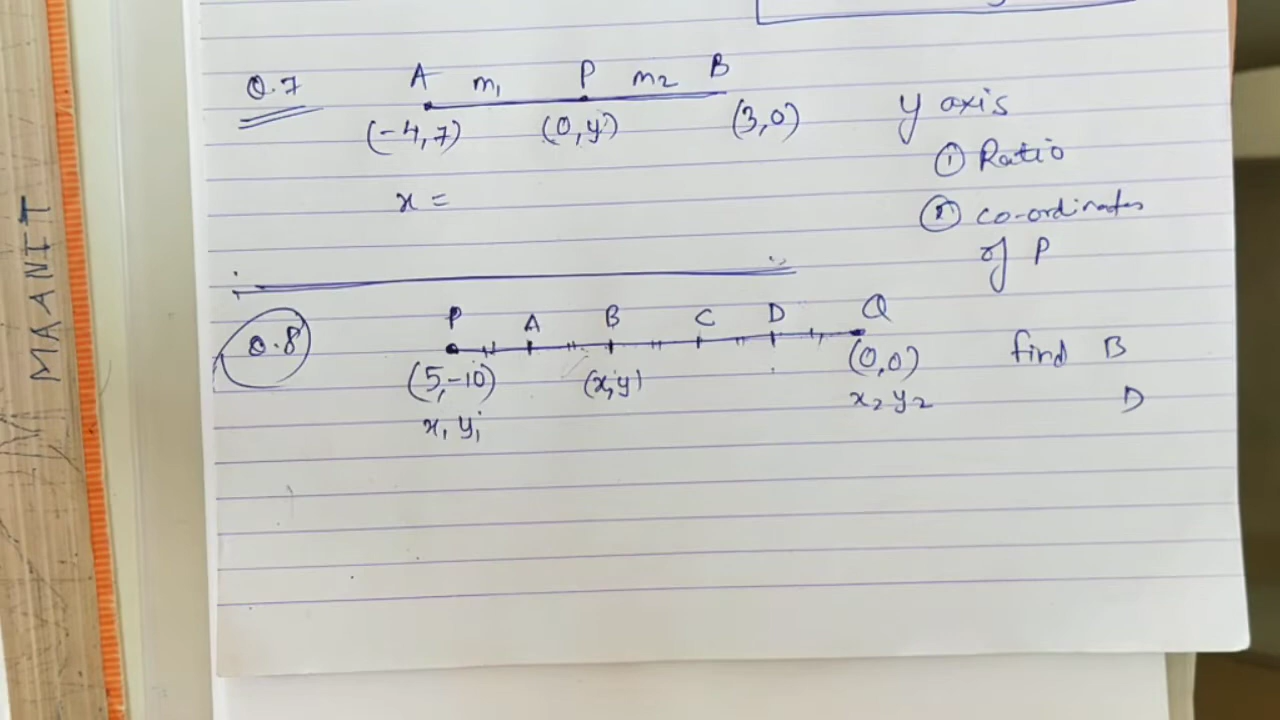 Q.7 A m1 P m2 B
(-4,7) (0,y) (3,0)
x =
y axis
① Ratio
② co-ordinates
of P
Q.8 P A B C D Q
(5,-10) (x,y) (0,0)
x1 y1 x2 y2
find B
D
MAANIT